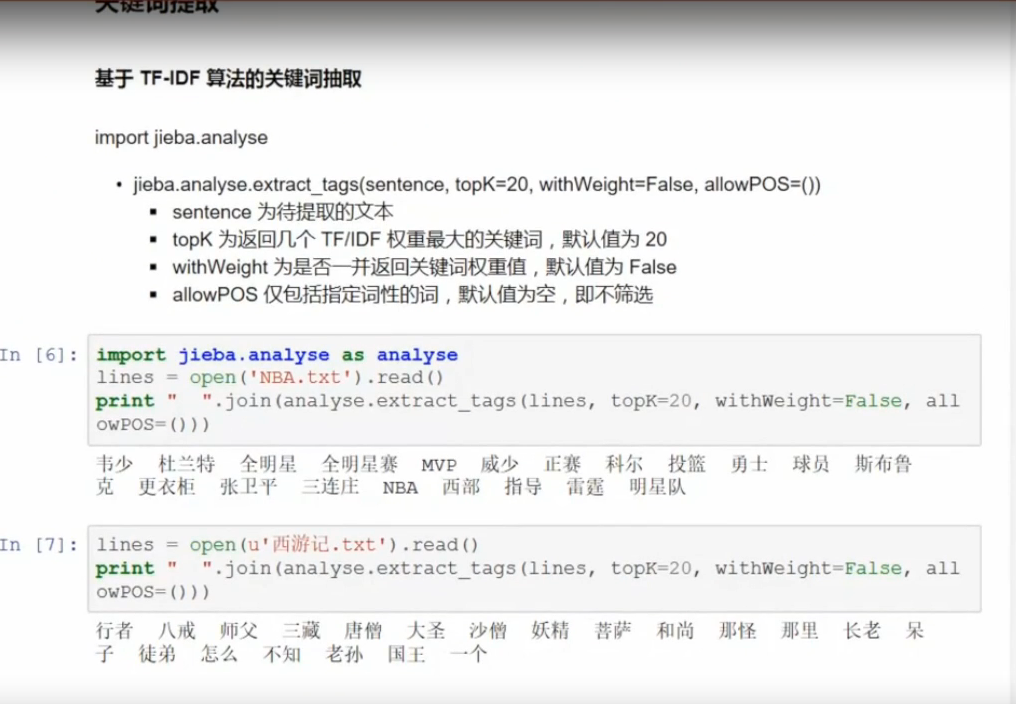 关键词提取
基于 TF-IDF 算法的关键词抽取
import jieba.analyse
• jieba.analyse.extract_tags(sentence, topK=20, withWeight=False, allowPOS=())
▪ sentence 为待提取的文本
▪ topK 为返回几个 TF/IDF 权重最大的关键词，默认值为 20
▪ withWeight 为是否一并返回关键词权重值，默认值为 False
▪ allowPOS 仅包括指定词性的词，默认值为空，即不筛选
In [6]: import jieba.analyse as analyse
lines = open('NBA.txt').read()
print "  ".join(analyse.extract_tags(lines, topK=20, withWeight=False, all
owPOS=()))
韦少 杜兰特 全明星 全明星赛 MVP 威少 正赛 科尔 投篮 勇士 球员 斯布鲁
克 更衣柜 张卫平 三连庄 NBA 西部 指导 雷霆 明星队
In [7]: lines = open(u'西游记.txt').read()
print "  ".join(analyse.extract_tags(lines, topK=20, withWeight=False, all
owPOS=()))
行者 八戒 师父 三藏 唐僧 大圣 沙僧 妖精 菩萨 和尚 那怪 那里 长老 呆
子 徒弟 怎么 不知 老孙 国王 一个